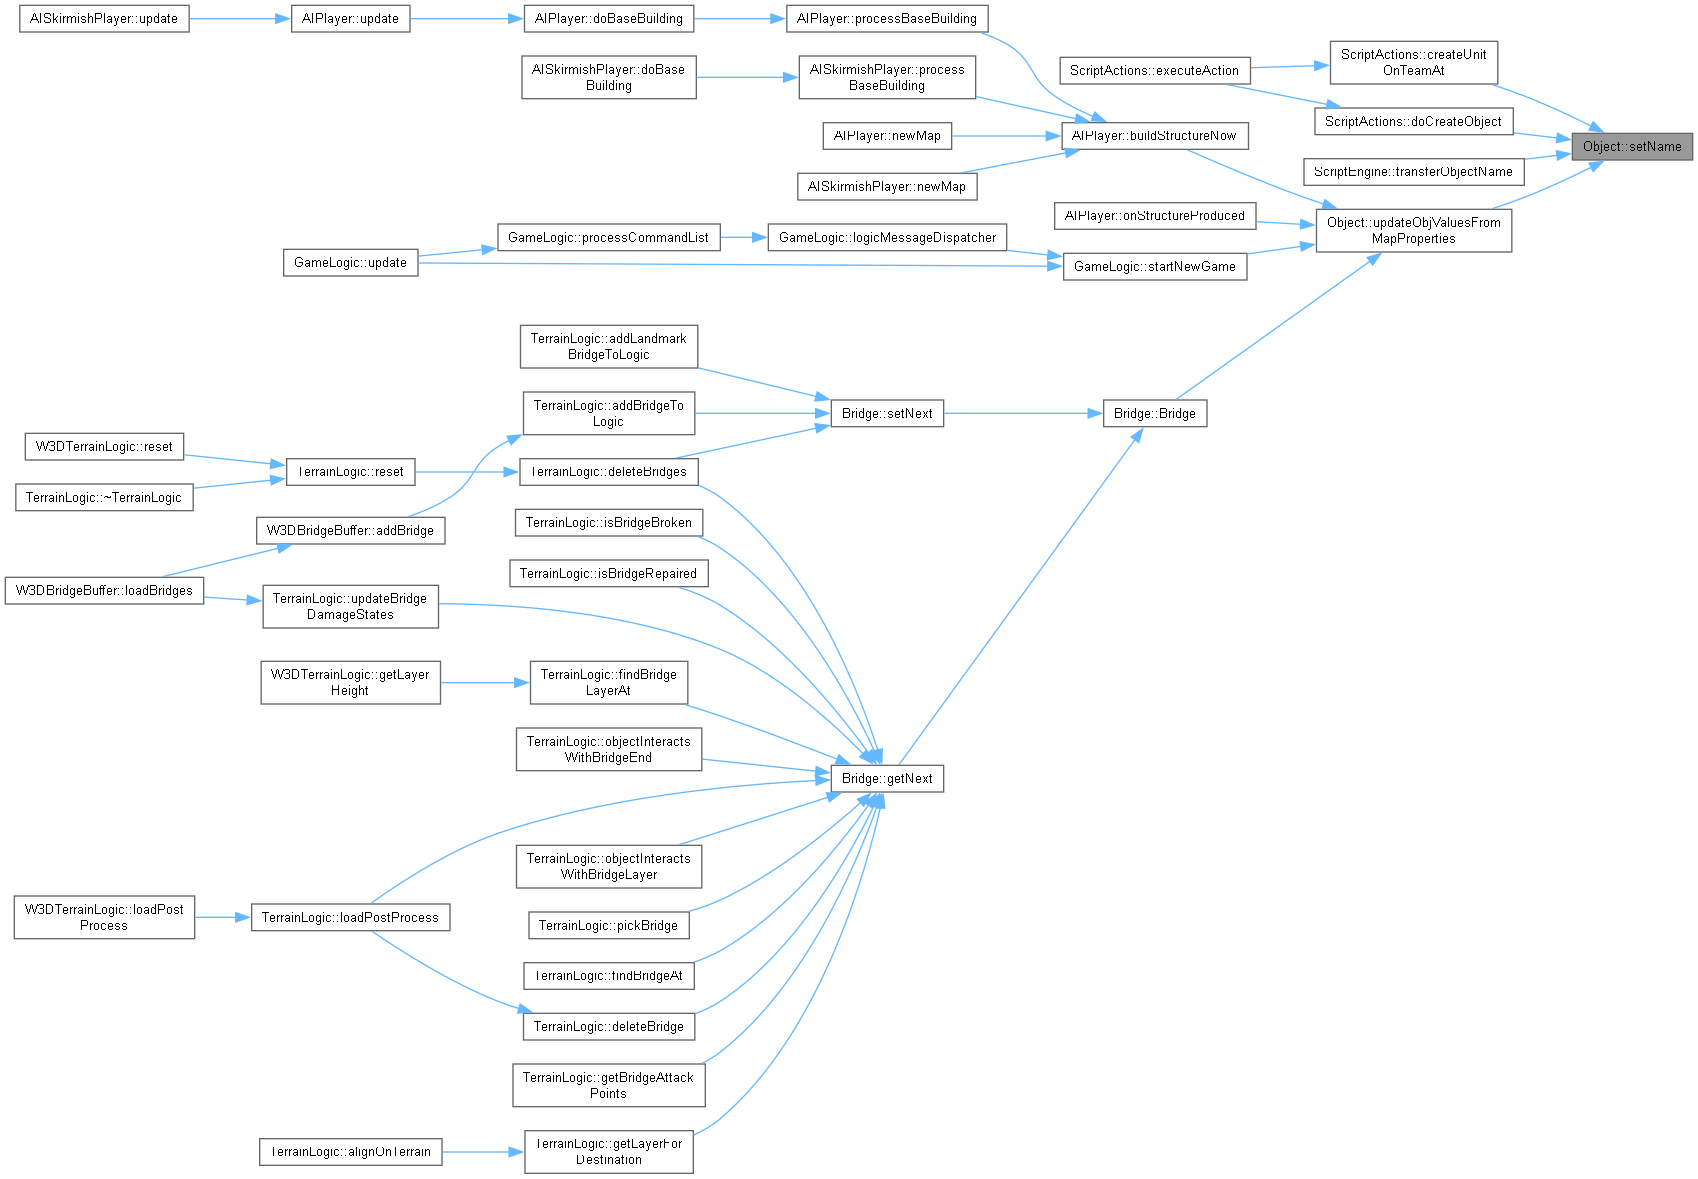 AISkirmishPlayer::update
AIPlayer::update
AIPlayer::doBaseBuilding
AIPlayer::processBaseBuilding
ScriptActions::createUnit
OnTeamAt
ScriptActions::executeAction
AISkirmishPlayer::doBase
Building
AISkirmishPlayer::process
BaseBuilding
ScriptActions::doCreateObject
AIPlayer::newMap
AIPlayer::buildStructureNow
Object::setName
ScriptEngine::transferObjectName
AISkirmishPlayer::newMap
AIPlayer::onStructureProduced
Object::updateObjValuesFrom
MapProperties
GameLogic::processCommandList
GameLogic::logicMessageDispatcher
GameLogic::update
GameLogic::startNewGame
TerrainLogic::addLandmark
BridgeToLogic
TerrainLogic::addBridgeTo
Logic
Bridge::setNext
Bridge::Bridge
W3DTerrainLogic::reset
TerrainLogic::reset
TerrainLogic::deleteBridges
TerrainLogic::~TerrainLogic
W3DBridgeBuffer::addBridge
TerrainLogic::isBridgeBroken
TerrainLogic::isBridgeRepaired
W3DBridgeBuffer::loadBridges
TerrainLogic::updateBridge
DamageStates
W3DTerrainLogic::getLayer
Height
TerrainLogic::findBridge
LayerAt
TerrainLogic::objectInteracts
WithBridgeEnd
Bridge::getNext
TerrainLogic::objectInteracts
WithBridgeLayer
W3DTerrainLogic::loadPost
Process
TerrainLogic::loadPostProcess
TerrainLogic::pickBridge
TerrainLogic::findBridgeAt
TerrainLogic::deleteBridge
TerrainLogic::getBridgeAttack
Points
TerrainLogic::alignOnTerrain
TerrainLogic::getLayerFor
Destination